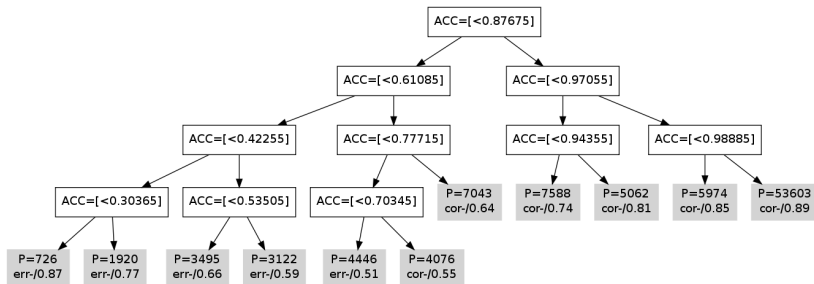 ACC=[<0.87675]
ACC=[<0.61085]
ACC=[<0.97055]
ACC=[<0.42255]
ACC=[<0.77715]
ACC=[<0.94355]
ACC=[<0.98885]
ACC=[<0.30365]
ACC=[<0.53505]
ACC=[<0.70345]
P=7043
cor-/0.64
P=7588
cor-/0.74
P=5062
cor-/0.81
P=5974
cor-/0.85
P=53603
cor-/0.89
P=726
err-/0.87
P=1920
err-/0.77
P=3495
err-/0.66
P=3122
err-/0.59
P=4446
err-/0.51
P=4076
cor-/0.55